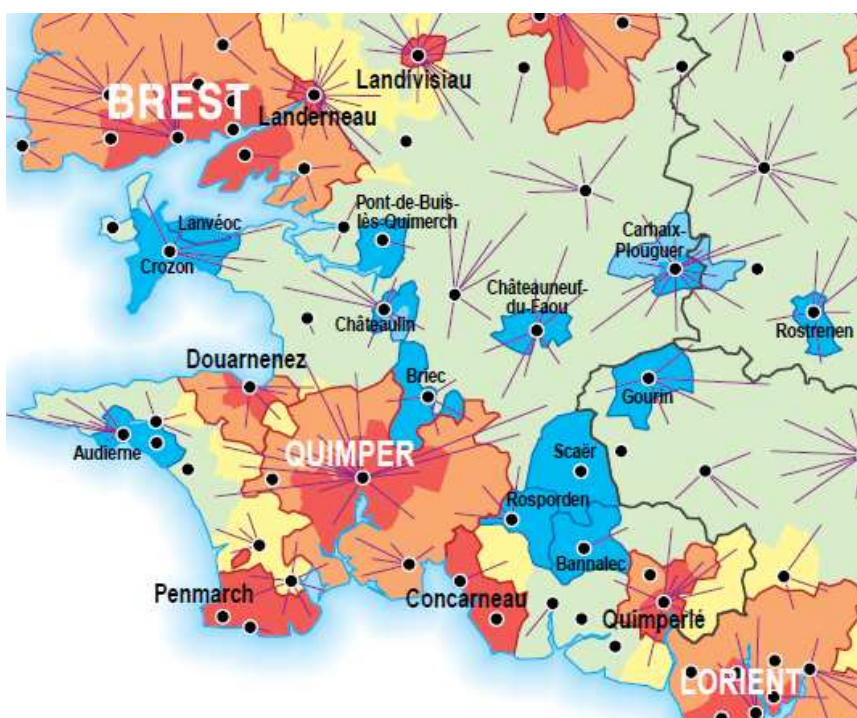 Landivisiau
BREST
Landerneau
Pont-de-Buis-
lès-Quimerch
Lanvéoc
Crozon
Carhaix-
Plouguer
Châteauneuf-
du-Faou
Châteaulin
Rostrenen
Douarnenez
Briec
Gourin
Audierne
QUIMPER
Scaër
Rosporden
Bannalec
Penmarch
Concarneau
Quimperlé
LORIENT